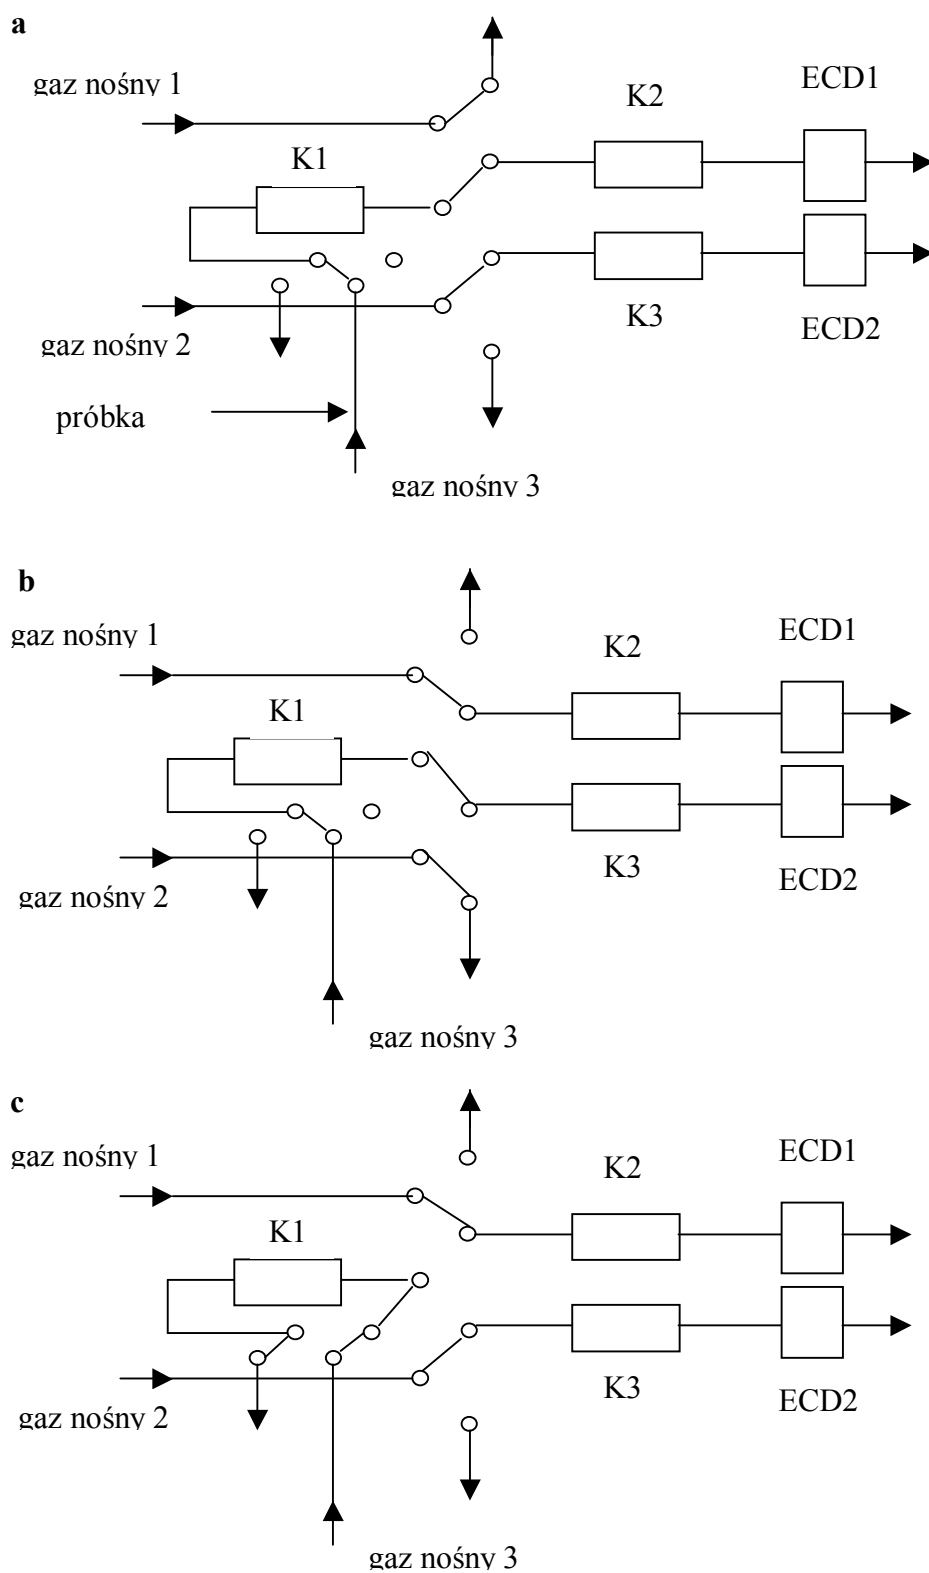 a
gaz nośny 1
K1
K2
ECD1
gaz nośny 2
K3
ECD2
próbka
gaz nośny 3
b
gaz nośny 1
K1
K2
ECD1
gaz nośny 2
K3
ECD2
gaz nośny 3
c
gaz nośny 1
K1
K2
ECD1
gaz nośny 2
K3
ECD2
gaz nośny 3